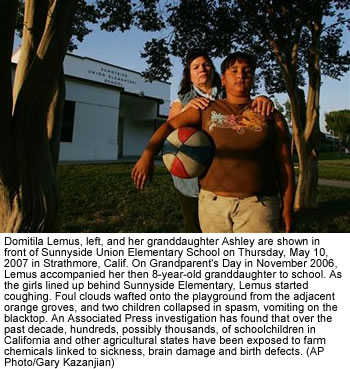 SUNNYSIDE
UNION ELEMENTARY
SCHOOL
Domitila Lemus, left, and her granddaughter Ashley are shown in
front of Sunnyside Union Elementary School on Thursday, May 10,
2007 in Strathmore, Calif. On Grandparent's Day in November 2006,
Lemus accompanied her then 8-year-old granddaughter to school. As
the girls lined up behind Sunnyside Elementary, Lemus started
coughing. Foul clouds wafted onto the playground from the adjacent
orange groves, and two children collapsed in spasm, vomiting on the
blacktop. An Associated Press investigation has found that over the
past decade, hundreds, possibly thousands, of schoolchildren in
California and other agricultural states have been exposed to farm
chemicals linked to sickness, brain damage and birth defects. (AP
Photo/Gary Kazanjian)